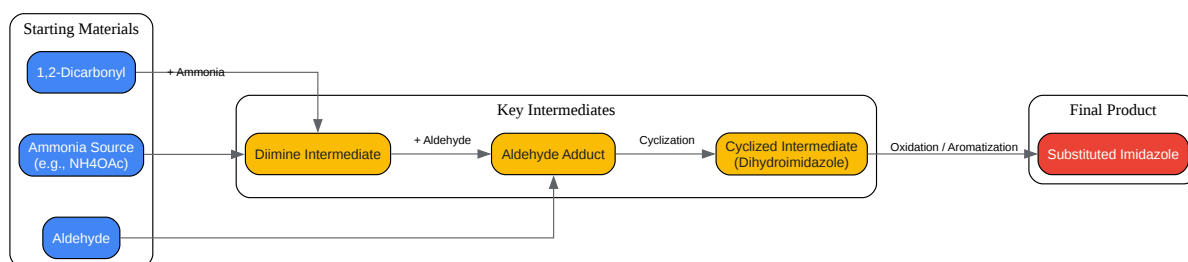 Starting Materials
1,2-Dicarbonyl
+ Ammonia
Ammonia Source
(e.g., NH4OAc)
Aldehyde
Key Intermediates
Diimine Intermediate
+ Aldehyde
Aldehyde Adduct
Cyclization
Cyclized Intermediate
(Dihydroimidazole)
Oxidation / Aromatization
Final Product
Substituted Imidazole